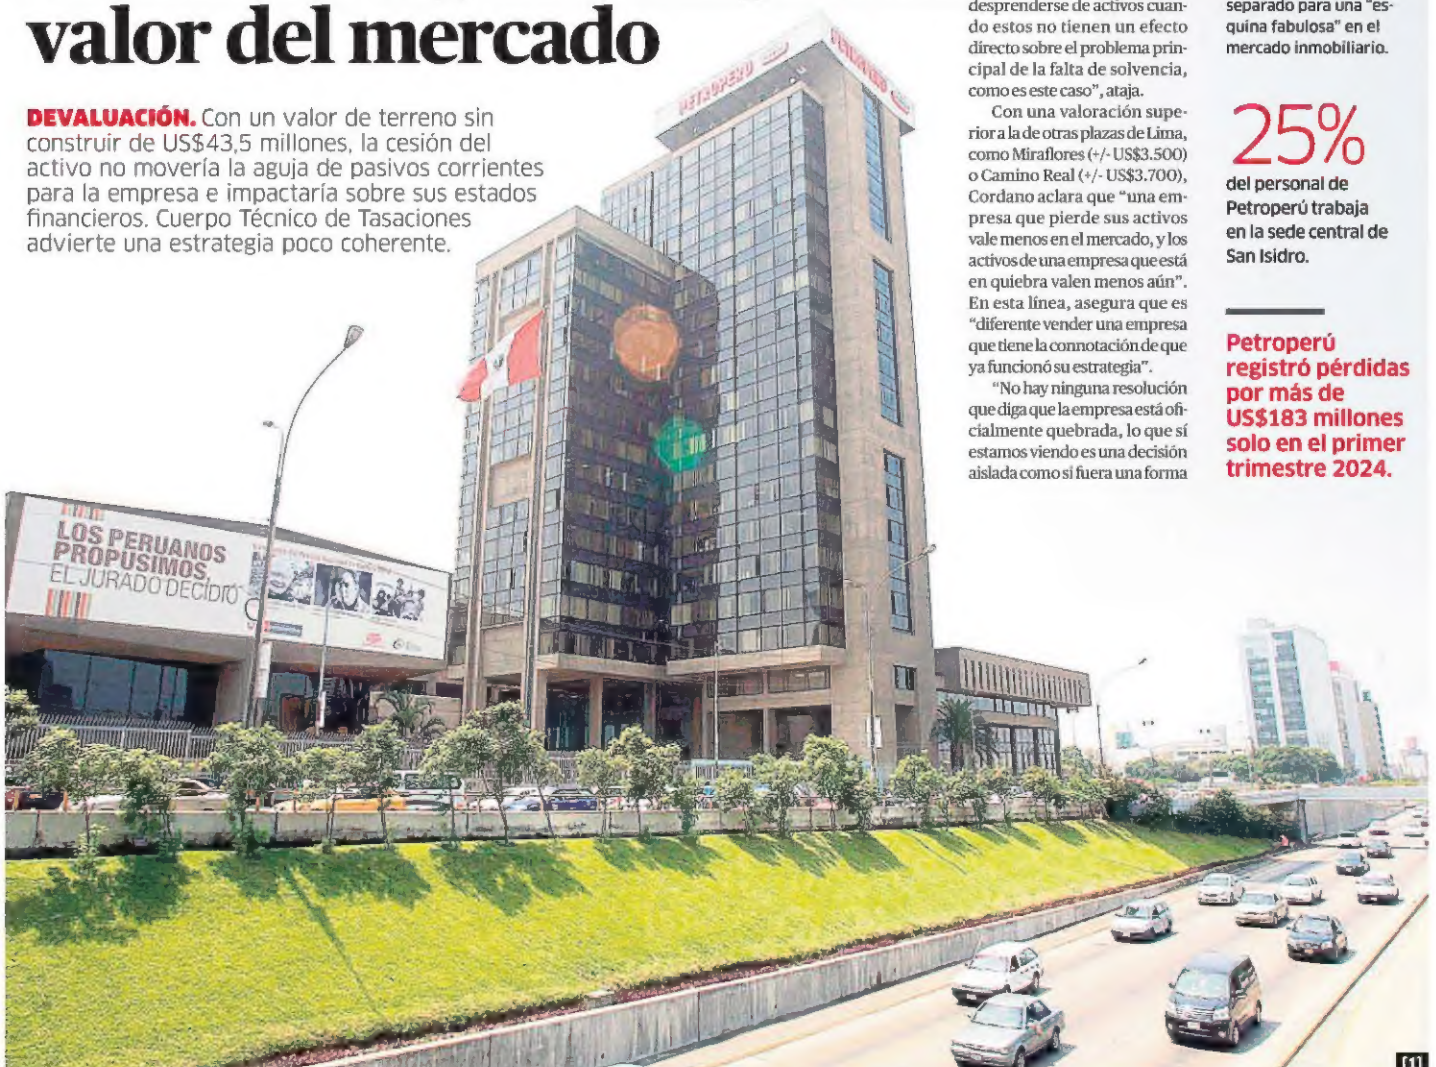 valor del mercado
DEVALUACIÓN. Con un valor de terreno sin
construir de US$43,5 millones, la cesión del
activo no movería la aguja de pasivos corrientes
para la empresa e impactaría sobre sus estados
financieros. Cuerpo Técnico de Tasaciones
advierte una estrategia poco coherente.
desprenderse de activos cuan-
do estos no tienen un efecto
directo sobre el problema prin-
cipal de la falta de solvencia,
como es este caso", ataja.
Con una valoración supe-
rior a la de otras plazas de Lima,
como Miraflores (+/- US$3.500)
o Camino Real (+/- US$3.700),
Cordano aclara que "una em-
presa que pierde sus activos
vale menos en el mercado, y los
activos de una empresa que está
en quiebra valen menos aún".
En esta línea, asegura que es
"diferente vender una empresa
que tiene la connotación de que
ya funcionó su estrategia".
"No hay ninguna resolución
que diga que la empresa está ofi-
cialmente quebrada, lo que sí
estamos viendo es una decisión
aislada como si fuera una forma
separado para una "es-
quina fabulosa" en el
mercado inmobiliario.
25%
del personal de
Petroperú trabaja
en la sede central de
San Isidro.
Petroperú
registró pérdidas
por más de
US$183 millones
solo en el primer
trimestre 2024.
PETROPERU
PETROPERU
LOS PERUANOS
PROPUSIMOS,
EL JURADO DECIDIÓ
[1]